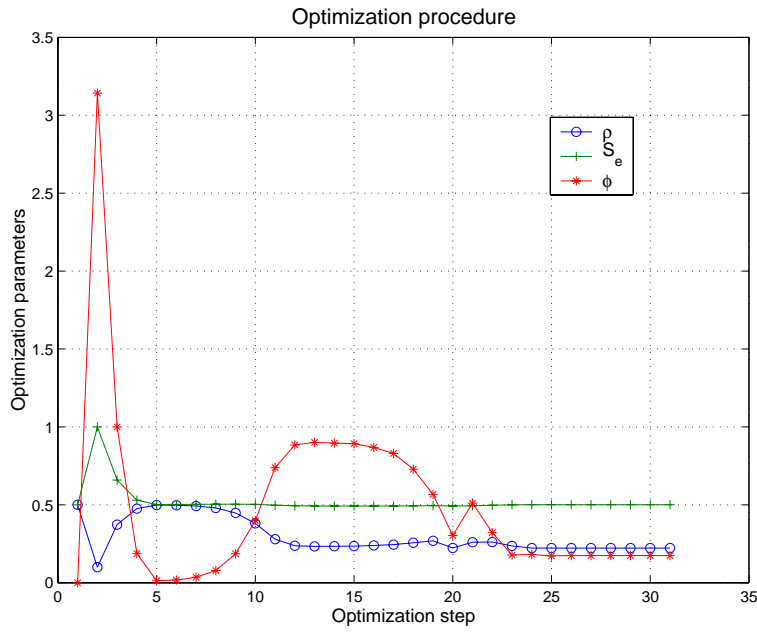 Optimization procedure
3.5
3
2.5
2
1.5
1
0.5
0
Optimization parameters
ρ
S_e
ϕ
0
5
10
15
20
25
30
35
Optimization step